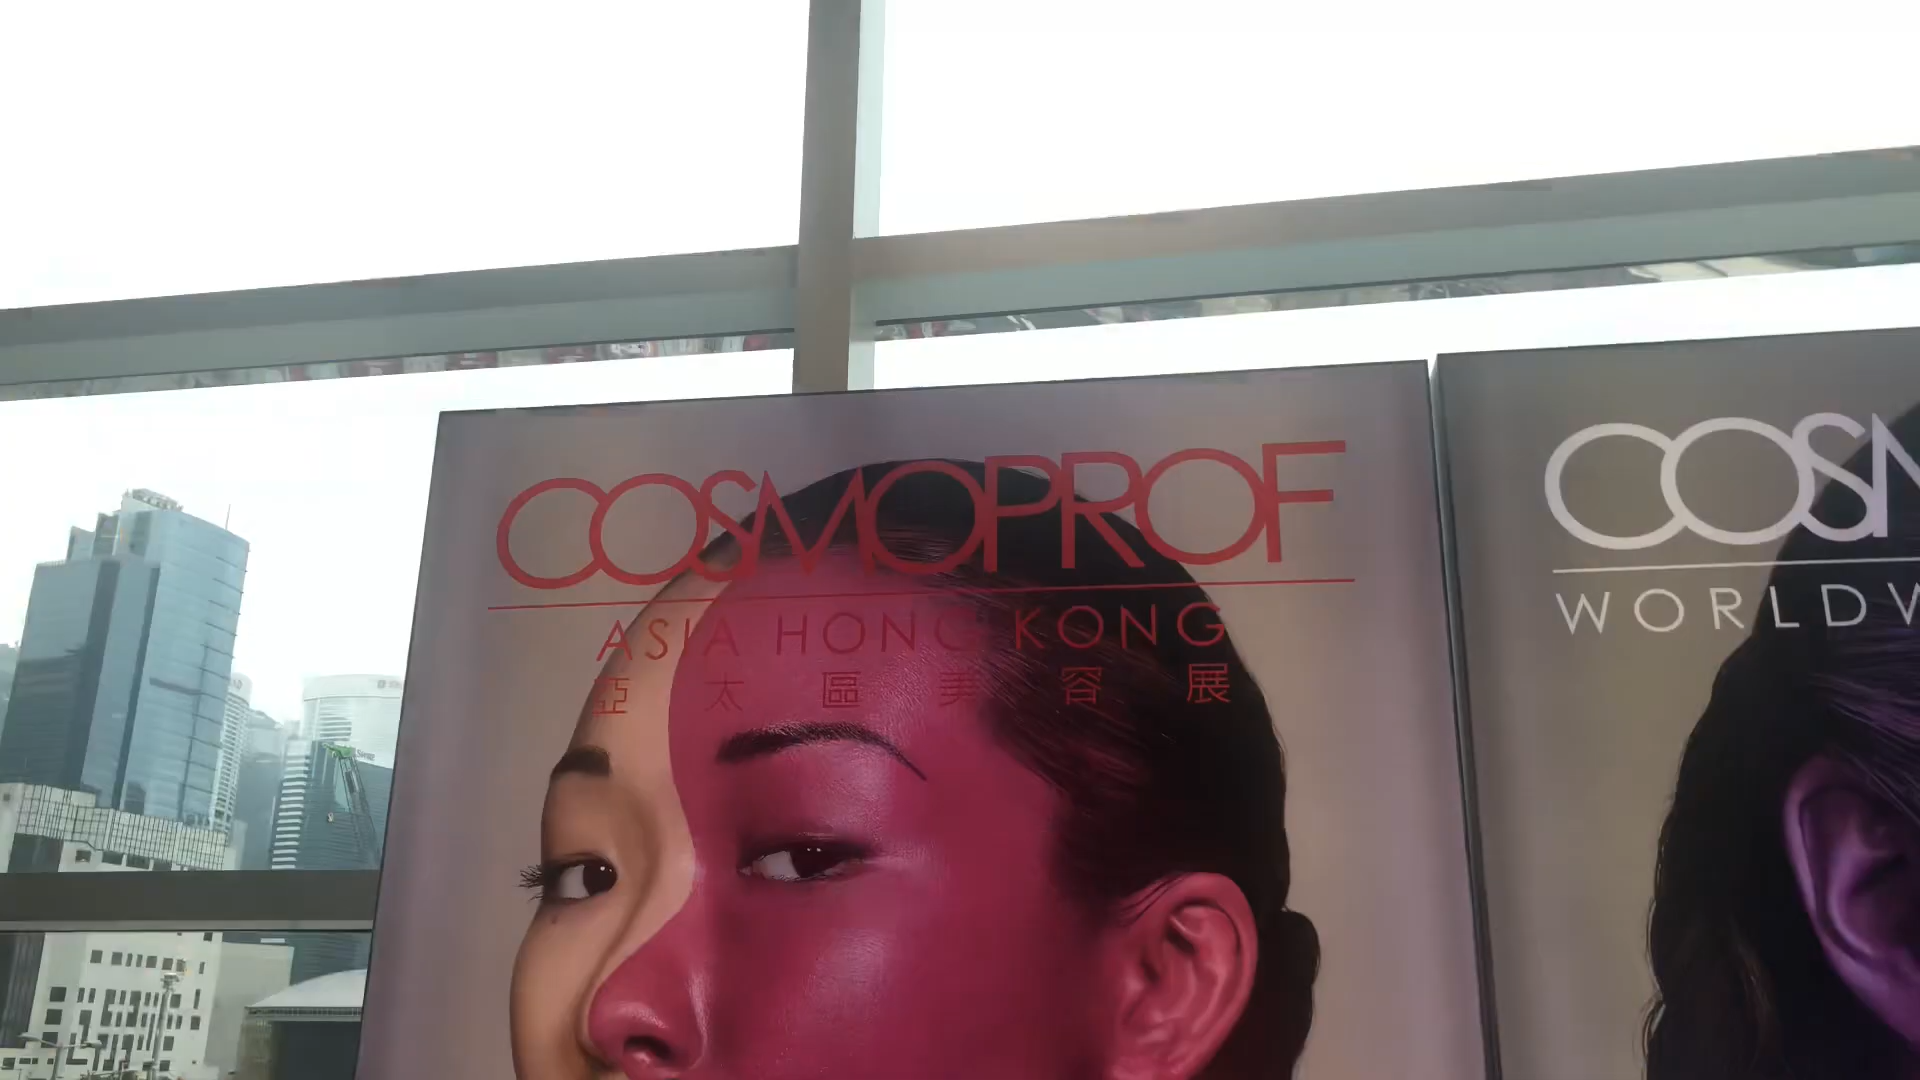 COSMOPROF
ASIA HONG KONG
亞太區美容展
COSM
WORLDW